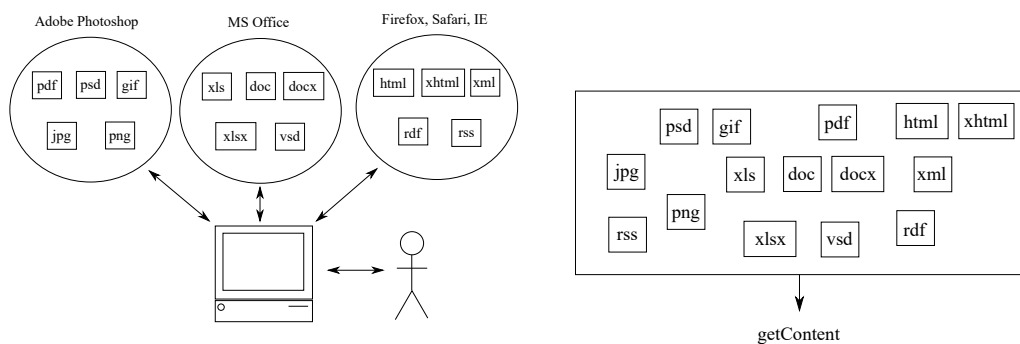 Adobe Photoshop
MS Office
Firefox, Safari, IE
pdf psd gif
jpg png
xls doc docx
xlsx vsd
html xhtml xml
rdf rss
psd gif pdf html xhtml
jpg xls doc docx xml
rss png xlsx vsd rdf
getContent